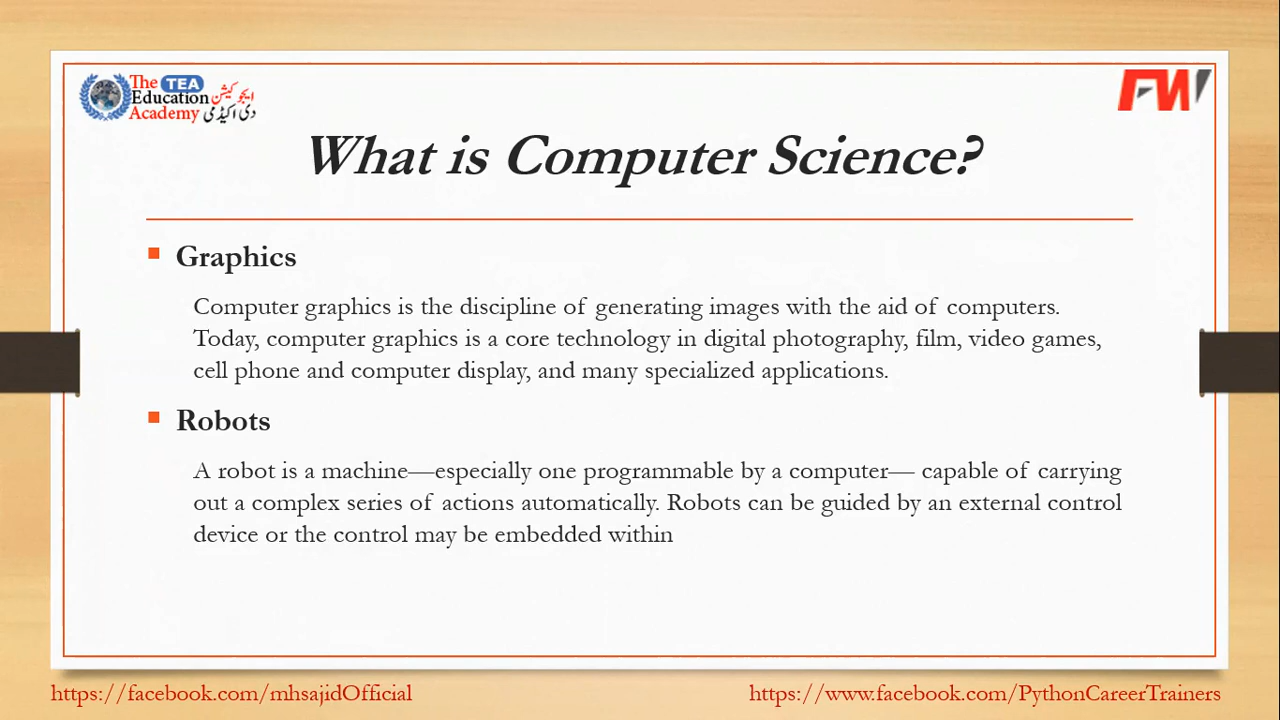 The TEA
Education ایجوکیشن
Academy دی اکیڈمی
FW
What is Computer Science?
Graphics
Computer graphics is the discipline of generating images with the aid of computers.
Today, computer graphics is a core technology in digital photography, film, video games,
cell phone and computer display, and many specialized applications.
Robots
A robot is a machine—especially one programmable by a computer— capable of carrying
out a complex series of actions automatically. Robots can be guided by an external control
device or the control may be embedded within
https://facebook.com/mhsajidOfficial
https://www.facebook.com/PythonCareerTrainers